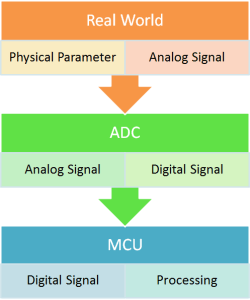 Real World
Physical Parameter Analog Signal
ADC
Analog Signal Digital Signal
MCU
Digital Signal Processing